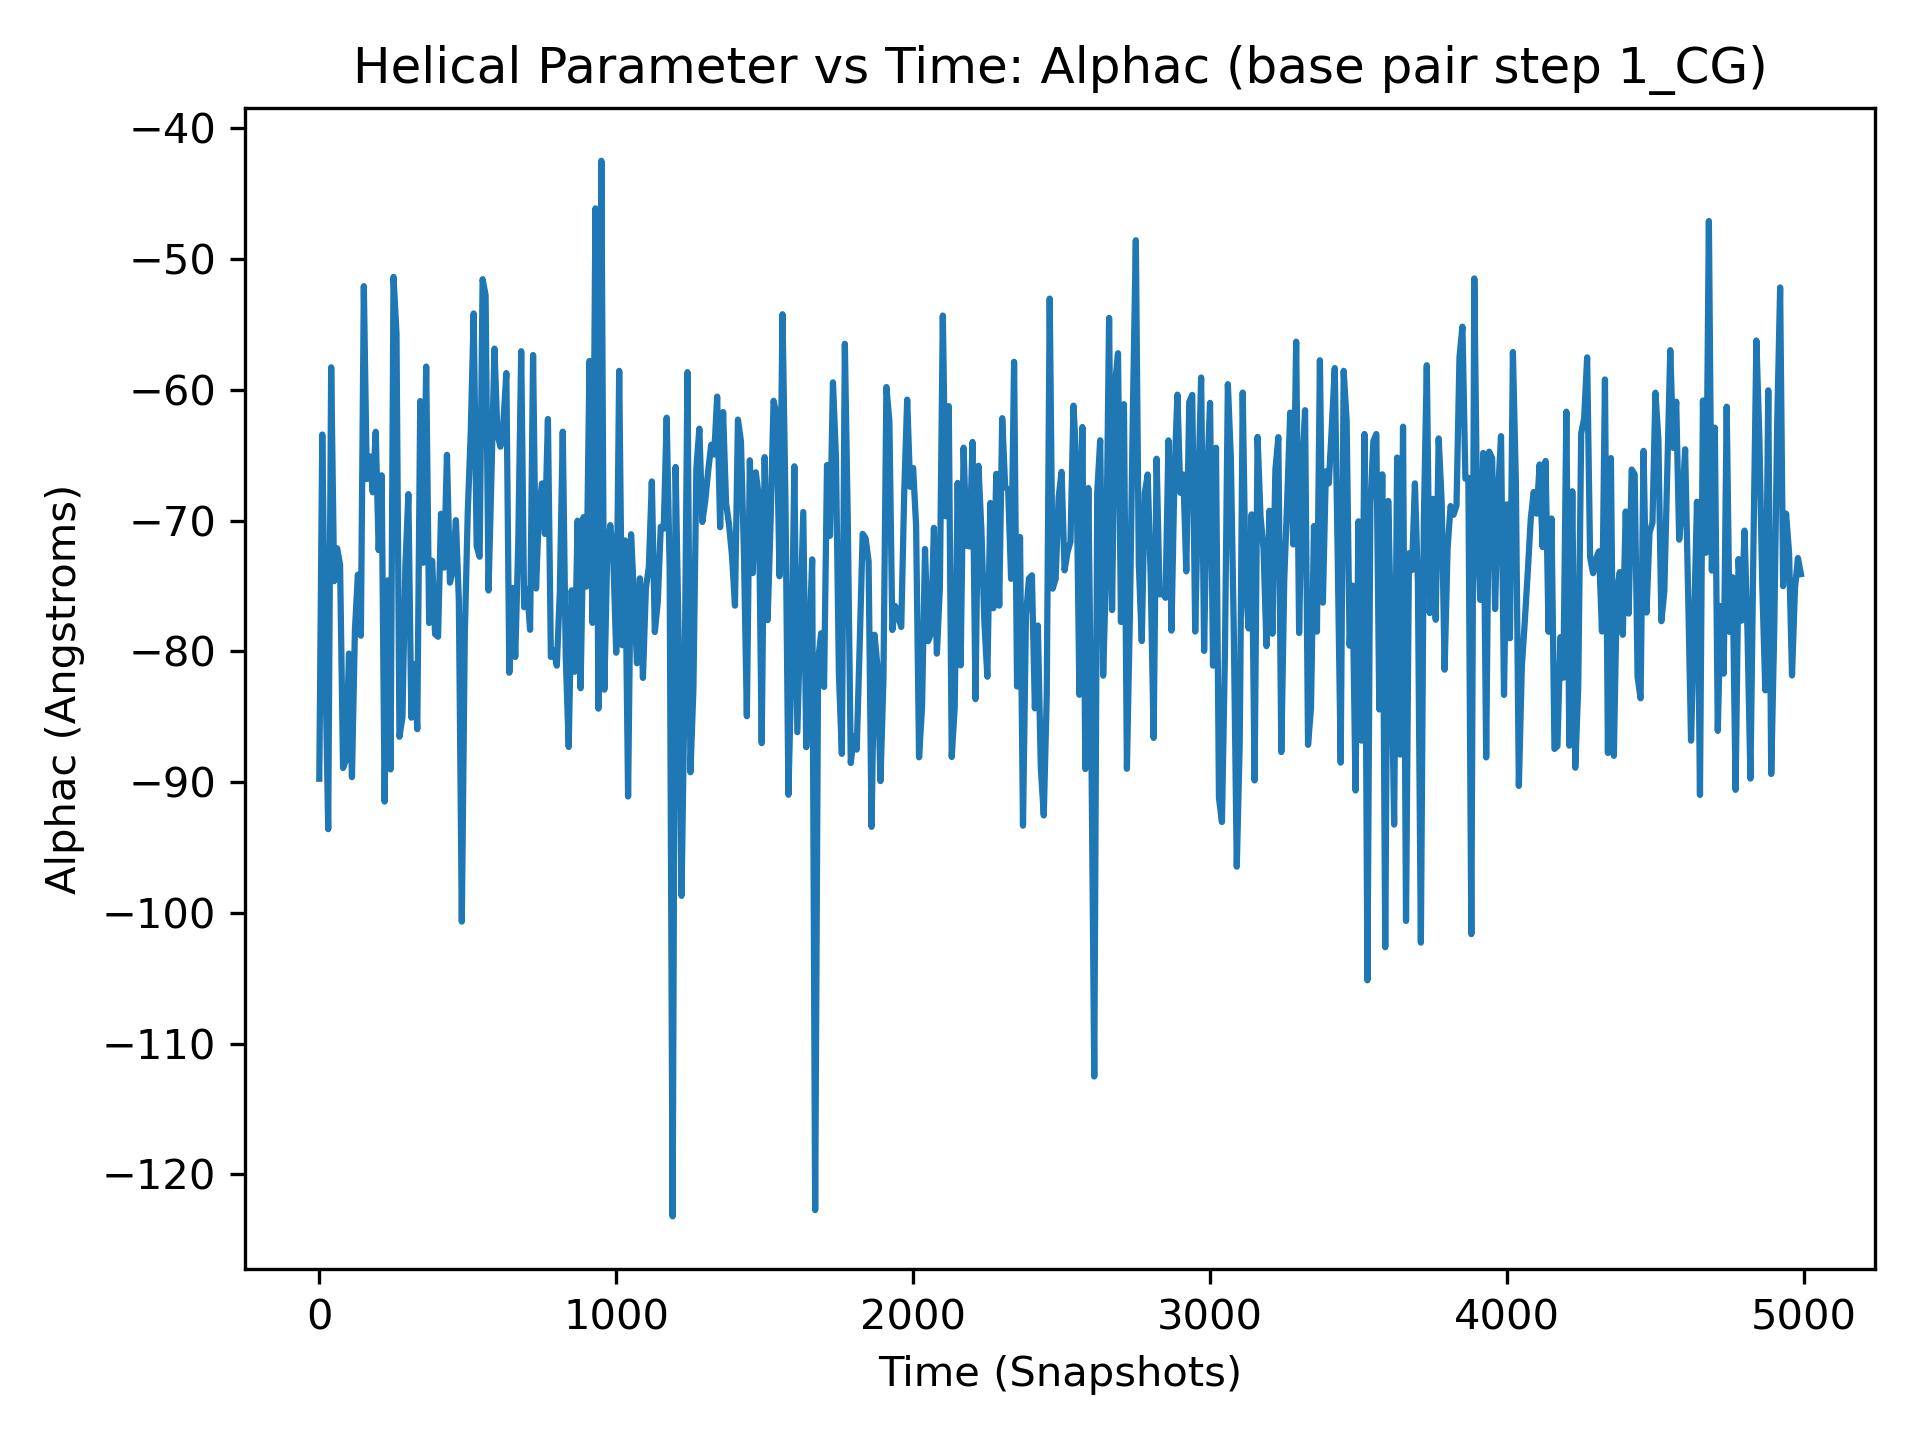 Helical Parameter vs Time: Alphac (base pair step 1_CG)
Alphac (Angstroms)
−40
−50
−60
−70
−80
−90
−100
−110
−120
0 1000 2000 3000 4000 5000
Time (Snapshots)